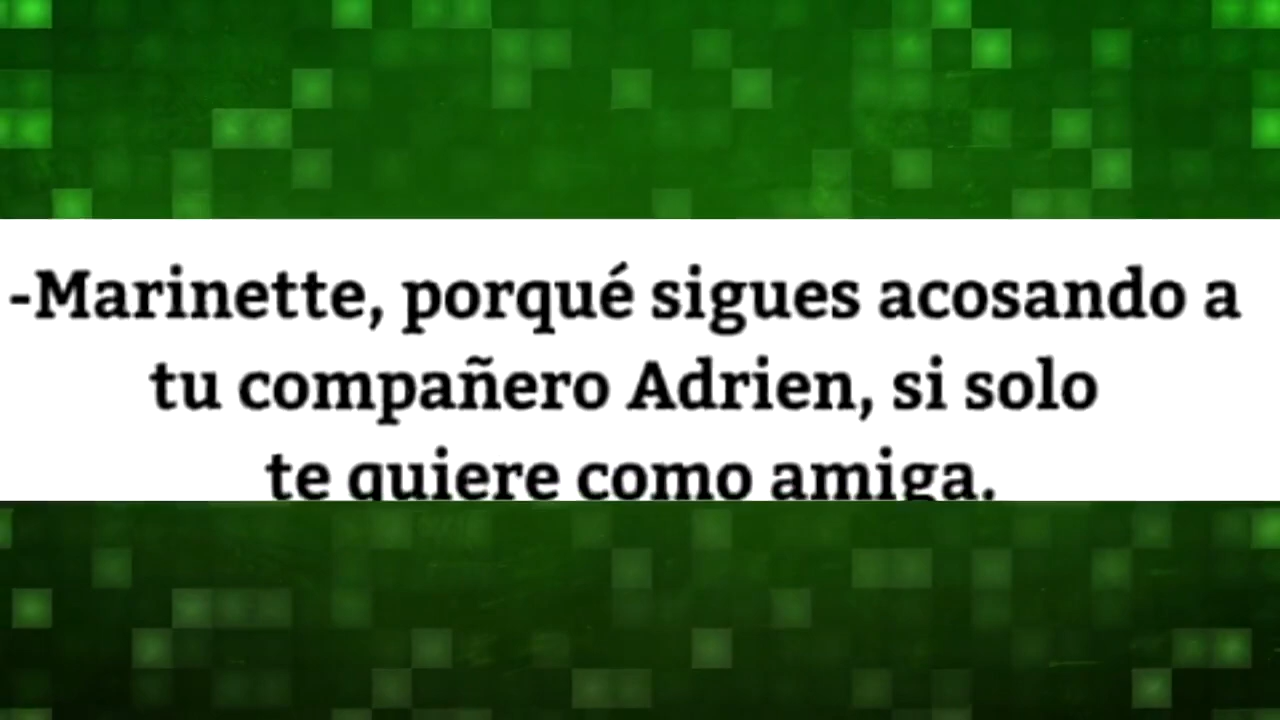 -Marinette, porqué sigues acosando a
tu compañero Adrien, si solo
te quiere como amiga.